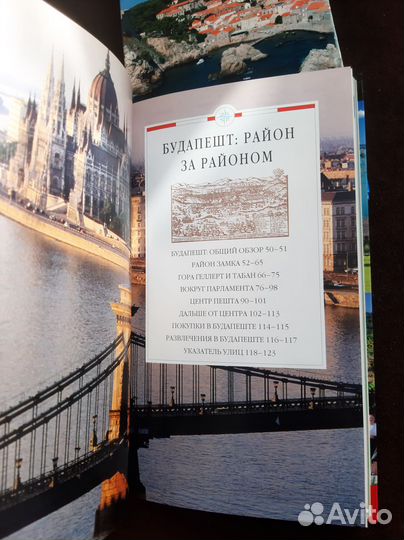 БУДАПЕШТ: РАЙОН
ЗА РАЙОНОМ
БУДАПЕШТ: ОБЩИЙ ОБЗОР 50–51
РАЙОН ЗАМКА 52–65
ГОРА ГЕЛЛЕРТ И ТАБАН 66–75
ВОКРУГ ПАРЛАМЕНТА 76–98
ЦЕНТР ПЕШТА 90–101
ДАЛЬШЕ ОТ ЦЕНТРА 102–113
ПОКУПКИ В БУДАПЕШТЕ 114–115
РАЗВЛЕЧЕНИЯ В БУДАПЕШТЕ 116–117
УКАЗАТЕЛЬ УЛИЦ 118–123
Avito